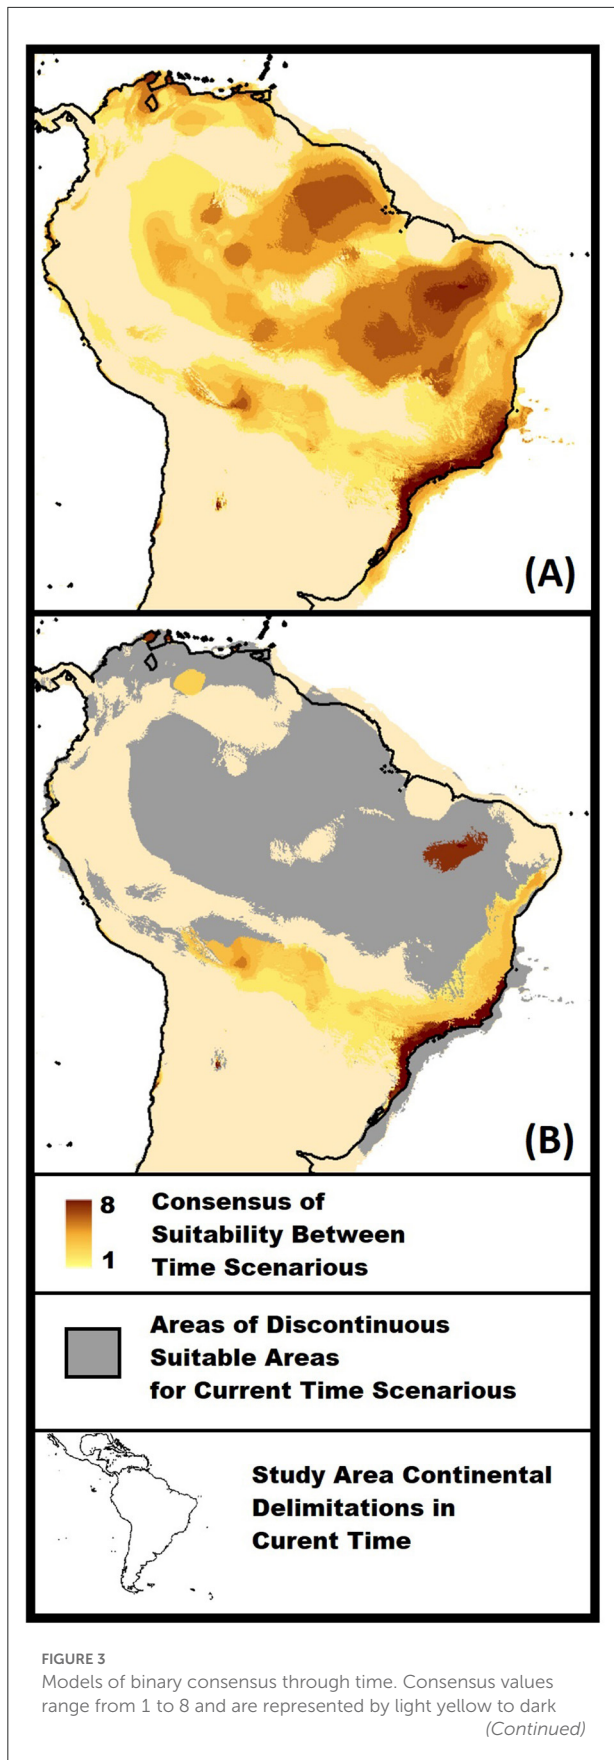 (A)
(B)
8
1
Consensus of
Suitability Between
Time Scenarious
Areas of Discontinuous
Suitable Areas
for Current Time Scenarious
Study Area Continental
Delimitations in
Curent Time
FIGURE 3
Models of binary consensus through time. Consensus values
range from 1 to 8 and are represented by light yellow to dark
(Continued)